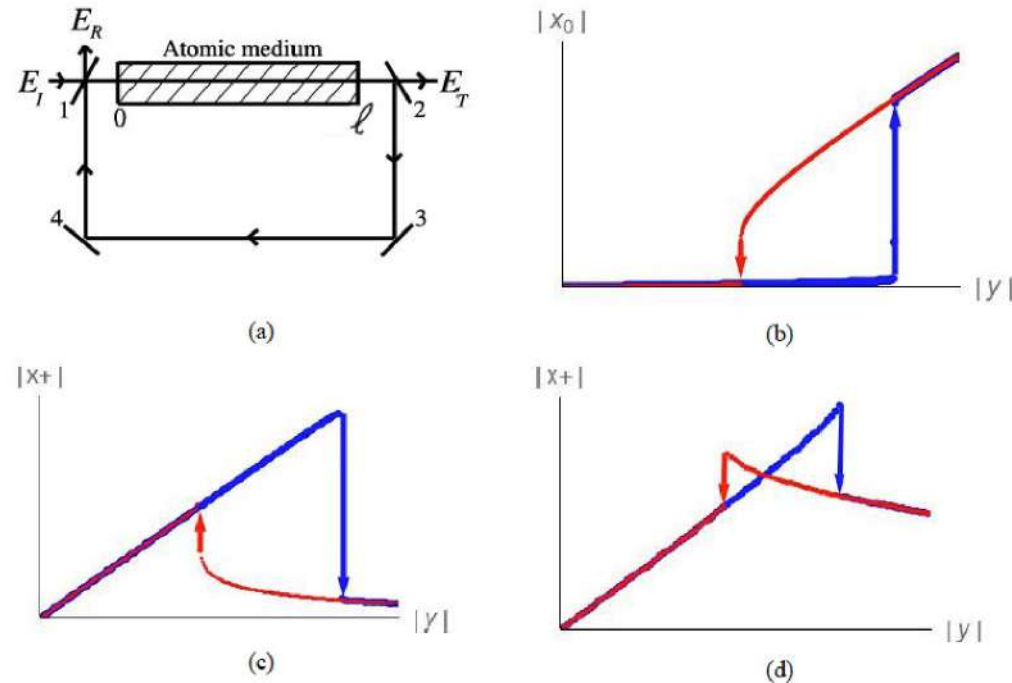 (a)
E_R
Atomic medium
E_I
E_T
1
0
ℓ
2
4
3
(b)
|x_0|
|y|
(c)
|x+|
|y|
(d)
|x+|
|y|